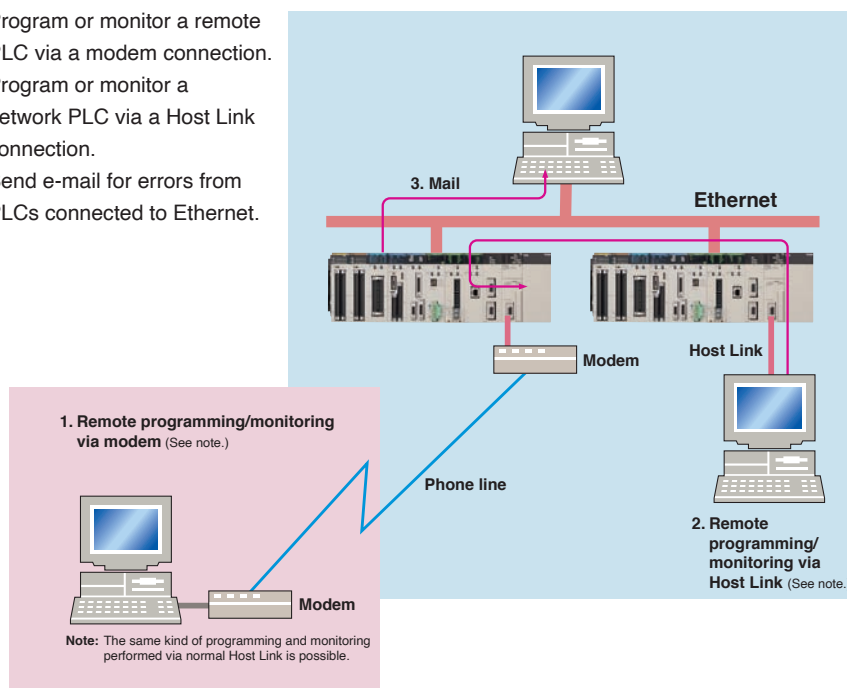 rogram or monitor a remote
PLC via a modem connection.
rogram or monitor a
etwork PLC via a Host Link
onnection.
end e-mail for errors from
PLCs connected to Ethernet.
3. Mail
Ethernet
Host Link
Modem
1. Remote programming/monitoring
via modem (See note.)
Phone line
2. Remote
programming/
monitoring via
Host Link (See note.
Modem
Note: The same kind of programming and monitoring
performed via normal Host Link is possible.